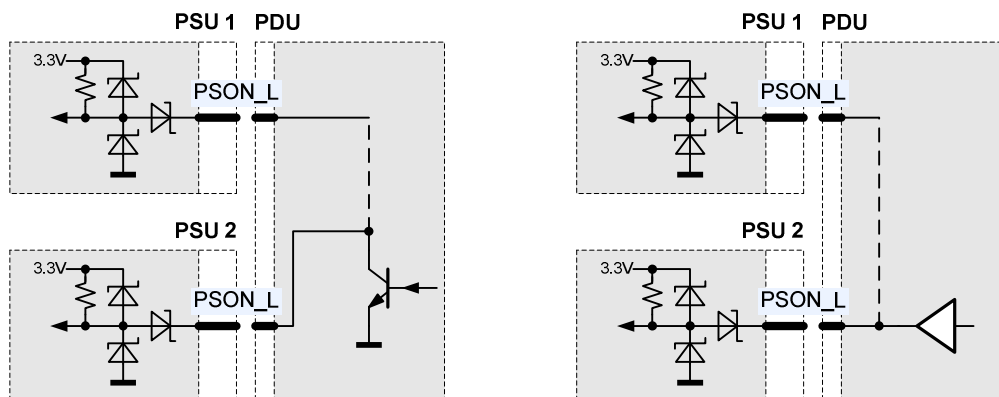 PSU 1 PDU
3.3V
PSON_L
PSU 2
3.3V
PSON_L
PSU 1 PDU
3.3V
PSON_L
PSU 2
3.3V
PSON_L